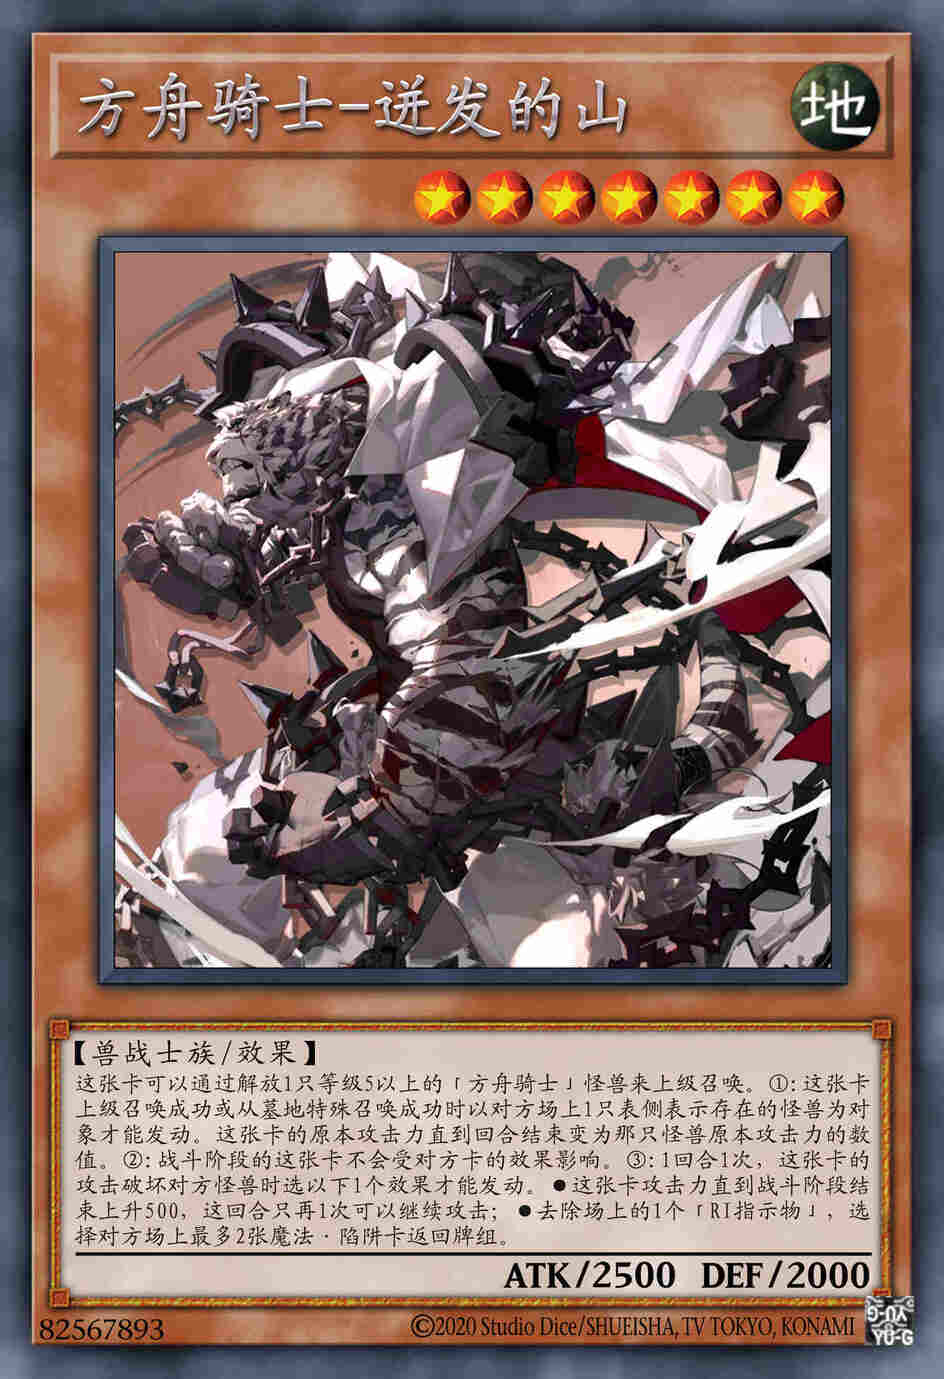 方舟骑士-迸发的山
地
【兽战士族/效果】
这张卡可以通过解放1只等级5以上的「方舟骑士」怪兽来上级召唤。①:这张卡
上级召唤成功或从墓地特殊召唤成功时以对方场上1只表侧表示存在的怪兽为对
象才能发动。这张卡的原本攻击力直到回合结束变为那只怪兽原本攻击力的数
值。②:战斗阶段的这张卡不会受对方卡的效果影响。③:1回合1次，这张卡的
攻击破坏对方怪兽时选以下1个效果才能发动。●这张卡攻击力直到战斗阶段结
束上升500，这回合只再1次可以继续攻击；●去除场上的1个「RI指示物」，选
择对方场上最多2张魔法·陷阱卡返回牌组。
ATK/2500 DEF/2000
82567893 ©2020 Studio Dice/SHUEISHA, TV TOKYO, KONAMI
YU-G
YU-G